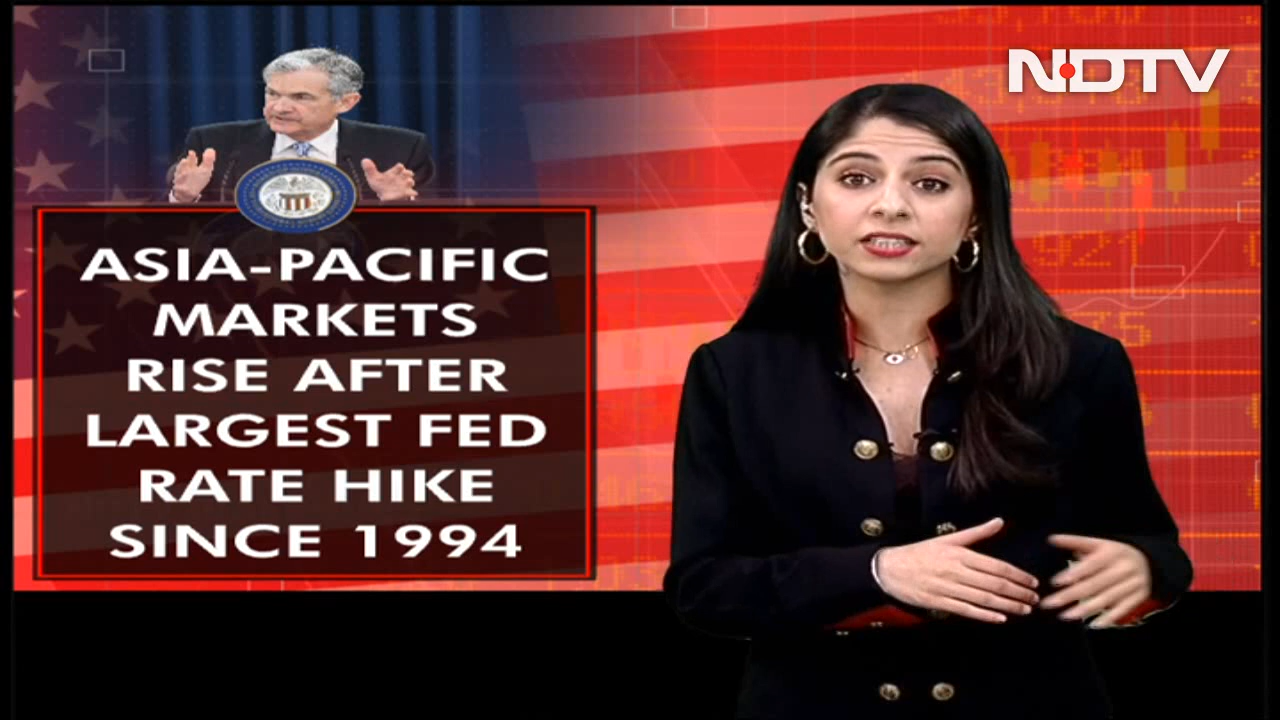 NDTV
ASIA-PACIFIC
MARKETS
RISE AFTER
LARGEST FED
RATE HIKE
SINCE 1994